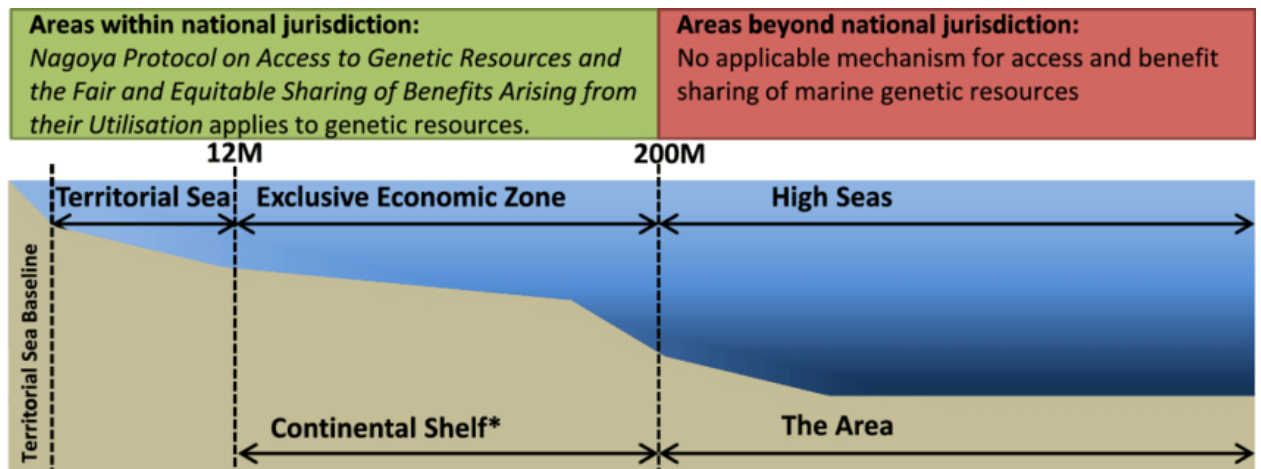 Areas within national jurisdiction:
Nagoya Protocol on Access to Genetic Resources and
the Fair and Equitable Sharing of Benefits Arising from
their Utilisation applies to genetic resources.
Areas beyond national jurisdiction:
No applicable mechanism for access and benefit
sharing of marine genetic resources
12M
200M
Territorial Sea
Exclusive Economic Zone
High Seas
Territorial Sea Baseline
Continental Shelf*
The Area